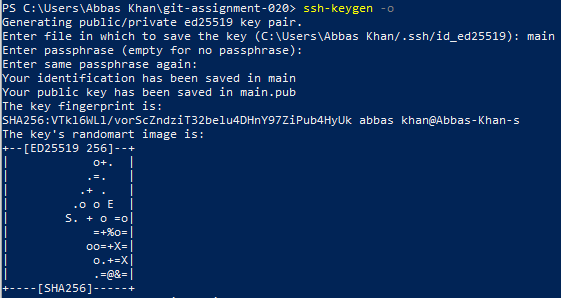 PS C:\Users\Abbas Khan\git-assignment-020> ssh-keygen -o
Generating public/private ed25519 key pair.
Enter file in which to save the key (C:\Users\Abbas Khan/.ssh/id_ed25519): main
Enter passphrase (empty for no passphrase):
Enter same passphrase again:
Your identification has been saved in main
Your public key has been saved in main.pub
The key fingerprint is:
SHA256:VTkl6WLl/vorScZndziT32belu4DHnY97ZiPub4HyUk abbas khan@Abbas-Khan-s
The key's randomart image is:
+--[ED25519 256]--+
|           o+.   |
|          .=.    |
|         .+ .    |
|        .o o E   |
|       S. + o =o|
|           =+%o=|
|          oo=+X=|
|           o.+=X|
|           .=@&=|
+----[SHA256]-----+